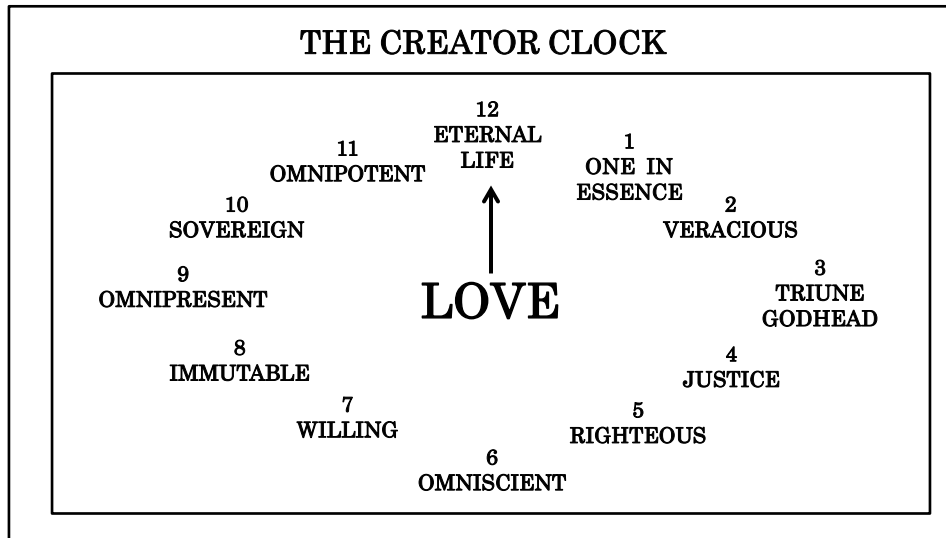 THE CREATOR CLOCK
12
ETERNAL
LIFE
1
ONE IN
ESSENCE
2
VERACIOUS
3
TRIUNE
GODHEAD
4
JUSTICE
5
RIGHTEOUS
6
OMNISCIENT
7
WILLING
8
IMMUTABLE
9
OMNIPRESENT
10
SOVEREIGN
11
OMNIPOTENT
LOVE